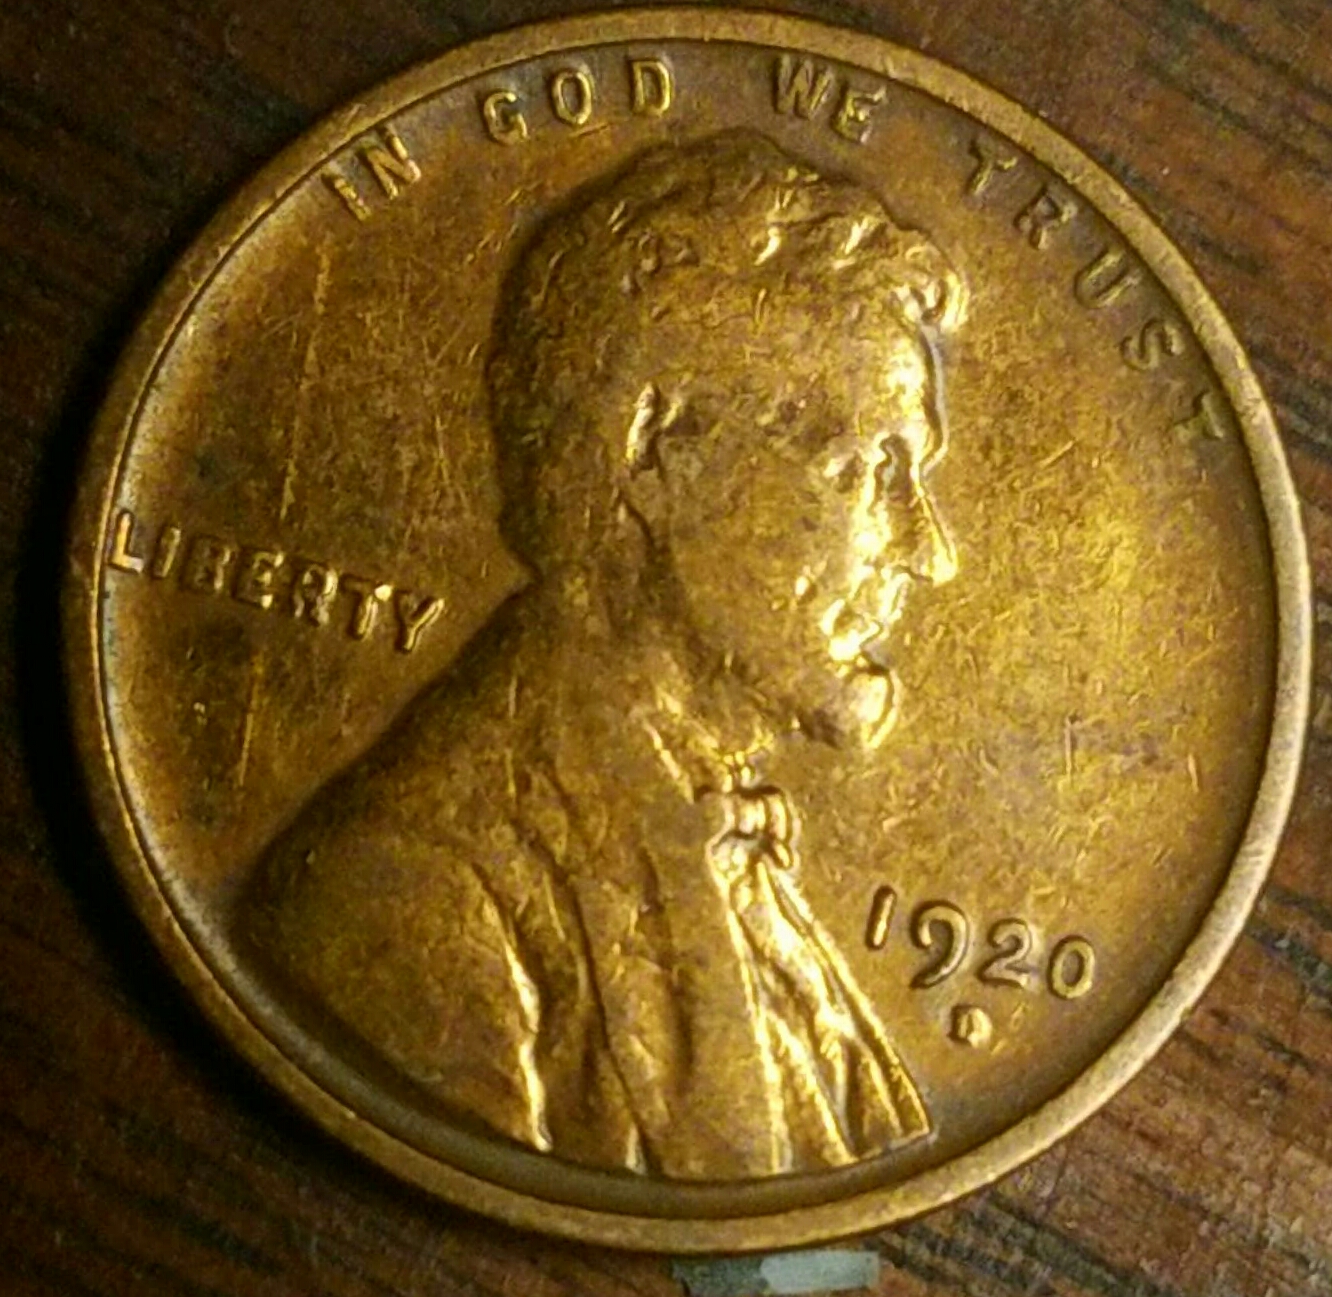 IN GOD WE TRUST
LIBERTY
1920
D